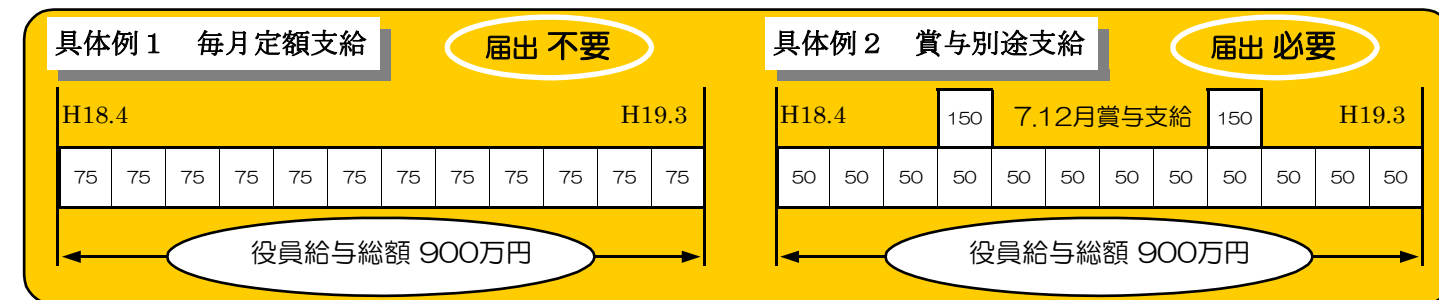 具体例１　毎月定額支給
届出 不要
H18.4
H19.3
75 75 75 75 75 75 75 75 75 75 75 75
役員給与総額 900万円
具体例２　賞与別途支給
届出 必要
H18.4
150
7.12月賞与支給
150
H19.3
50 50 50 50 50 50 50 50 50 50 50 50
役員給与総額 900万円